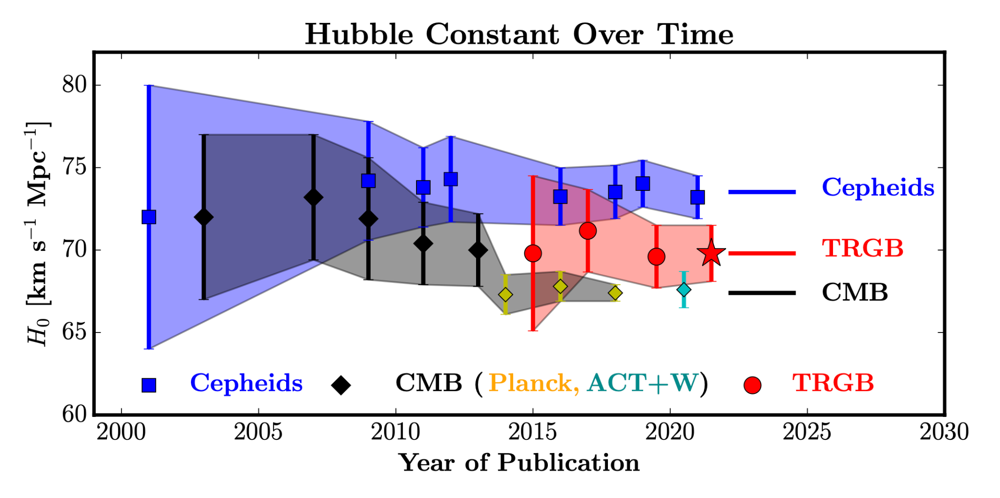 Hubble Constant Over Time
H₀ [km s⁻¹ Mpc⁻¹]
80
75
70
65
60
Cepheids
TRGB
CMB
Cepheids CMB (Planck, ACT+W) TRGB
2000 2005 2010 2015 2020 2025 2030
Year of Publication